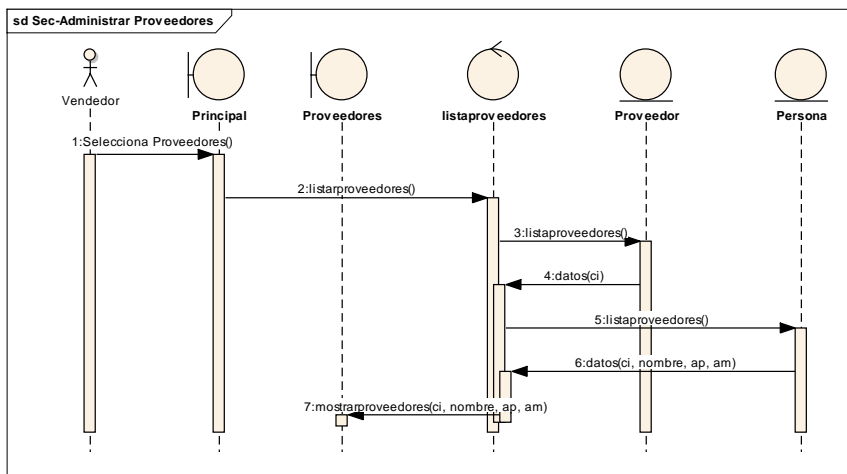 sd Sec-Administrar Proveedores
Vendedor
Principal
Proveedores
listaproveedores
Proveedor
Persona
1:Selecciona Proveedores()
2:listarproveedores()
3:listaproveedores()
4:datos(ci)
5:listaproveedores()
6:datos(ci, nombre, ap, am)
7:mostrarproveedores(ci, nombre, ap, am)